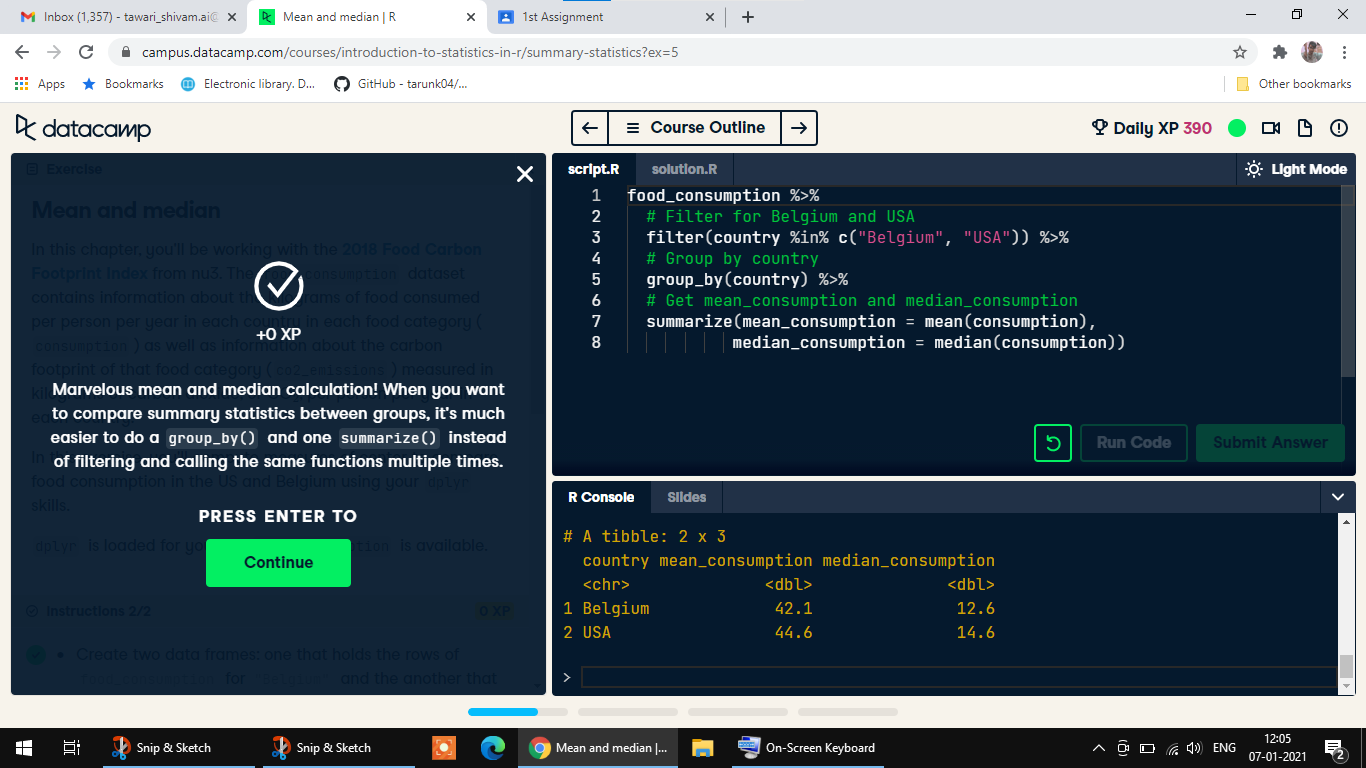 Inbox (1,357) - tawari_shivam.ai@
Mean and median | R
1st Assignment
campus.datacamp.com/courses/introduction-to-statistics-in-r/summary-statistics?ex=5
Apps
Bookmarks
Electronic library. D...
GitHub - tarunk04/...
Other bookmarks
datacamp
Course Outline
Daily XP 390
Exercise
Mean and median
In this chapter, you'll be working with the 2018 Food Carbon
Footprint Index from nu3. The consumption dataset
contains information about the kilograms of food consumed
per person per year in each country in each food category (
consumption ) as well as information about the carbon
footprint of that food category ( co2_emissions ) measured in
+0 XP
Marvelous mean and median calculation! When you want
to compare summary statistics between groups, it's much
easier to do a group_by() and one summarize() instead
of filtering and calling the same functions multiple times.
food consumption in the US and Belgium using your dplyr
skills.
PRESS ENTER TO
dplyr is loaded for is available.
Continue
Instructions 2/2
0 XP
Create two data frames: one that holds the rows of
food_consumption for "Belgium" and the another that
script.R
solution.R
Light Mode
1 food_consumption %>%
2 # Filter for Belgium and USA
3 filter(country %in% c("Belgium", "USA")) %>%
4 # Group by country
5 group_by(country) %>%
6 # Get mean_consumption and median_consumption
7 summarize(mean_consumption = mean(consumption),
8 median_consumption = median(consumption))
Run Code
Submit Answer
R Console
Slides
# A tibble: 2 x 3
country mean_consumption median_consumption
<chr> <dbl> <dbl>
1 Belgium 42.1 12.6
2 USA 44.6 14.6
>
Snip & Sketch
Snip & Sketch
Mean and median |...
On-Screen Keyboard
ENG
12:05
07-01-2021
2